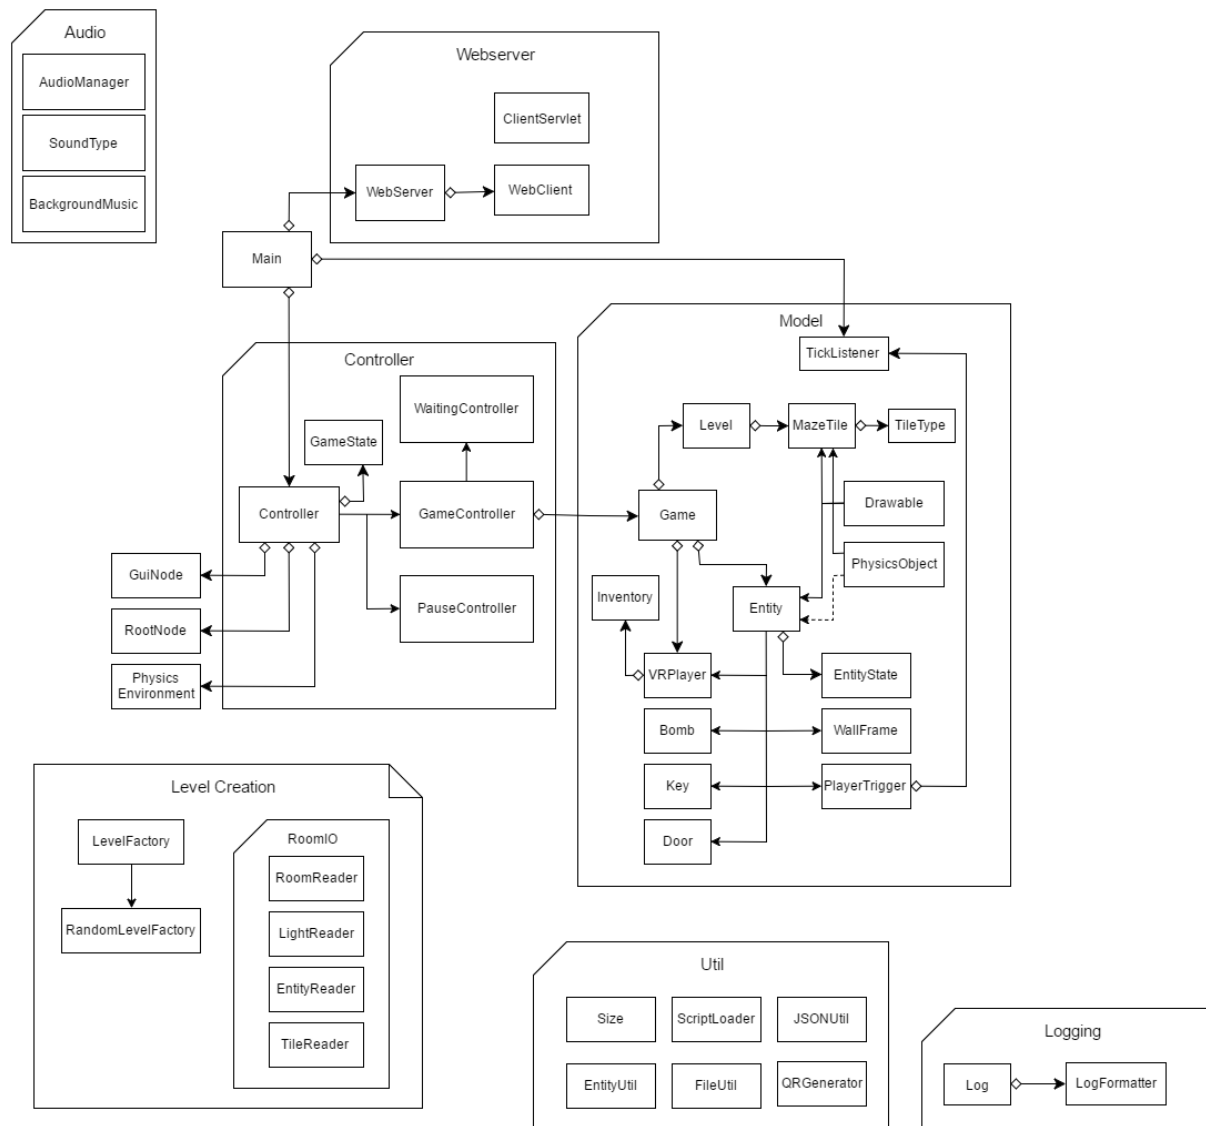 Audio
AudioManager
SoundType
BackgroundMusic
Webserver
ClientServlet
WebServer
WebClient
Main
Controller
WaitingController
GameState
Controller
GameController
PauseController
GuiNode
RootNode
Physics
Environment
Model
TickListener
Level
MazeTile
TileType
Game
Drawable
PhysicsObject
Inventory
Entity
VRPlayer
EntityState
Bomb
WallFrame
Key
PlayerTrigger
Door
Level Creation
LevelFactory
RandomLevelFactory
RoomIO
RoomReader
LightReader
EntityReader
TileReader
Util
Size
ScriptLoader
JSONUtil
EntityUtil
FileUtil
QRGenerator
Logging
Log
LogFormatter